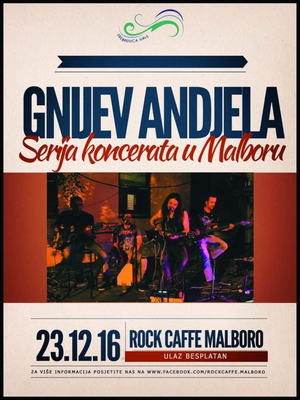 GNIJEV ANDJELA
Serija koncerata u Malboru
23.12.16
ROCK CAFFE MALBORO
ULAZ BESPLATAN
ZA VIŠE INFORMACIJA POSJETITE NAS NA WWW.FACEBOOK.COM/ROCKCAFFE.MALBORO